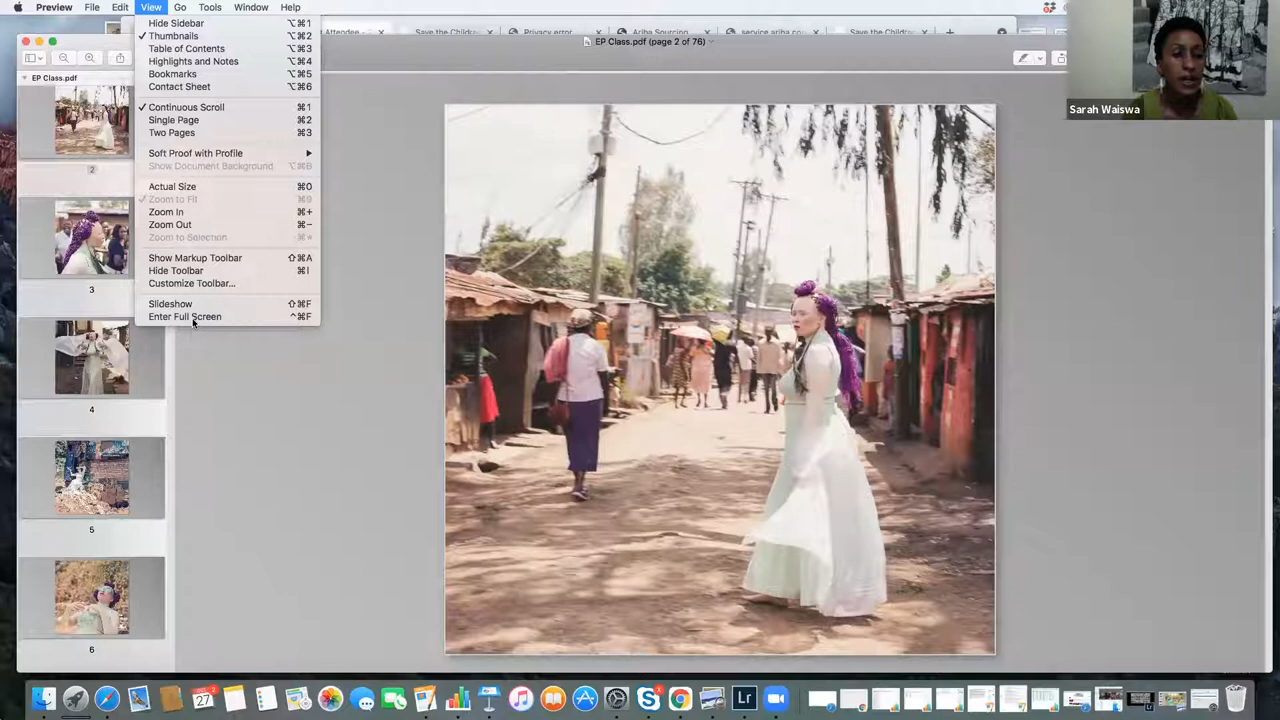 Preview File Edit View Go Tools Window Help
Save the Children Privacy error Ariba Sourcing Save the Childre
EP Class.pdf (page 2 of 76)
EP Class.pdf
Hide Sidebar ⌥⌘1
✓ Thumbnails ⌥⌘2
Table of Contents ⌥⌘3
Highlights and Notes ⌥⌘4
Bookmarks ⌥⌘5
Contact Sheet ⌥⌘6
✓ Continuous Scroll ⌘1
Single Page ⌘2
Two Pages ⌘3
Soft Proof with Profile
Show Document Background ⌥⌘B
Actual Size ⌘0
✓ Zoom to Fit ⌘9
Zoom In ⌘+
Zoom Out ⌘−
Zoom to Selection ⌘*
Show Markup Toolbar ⇧⌘A
Hide Toolbar ⌘I
Customize Toolbar...
Slideshow ⇧⌘F
Enter Full Screen ^⌘F
2
3
4
5
6
Sarah Waiswa
27
Lr